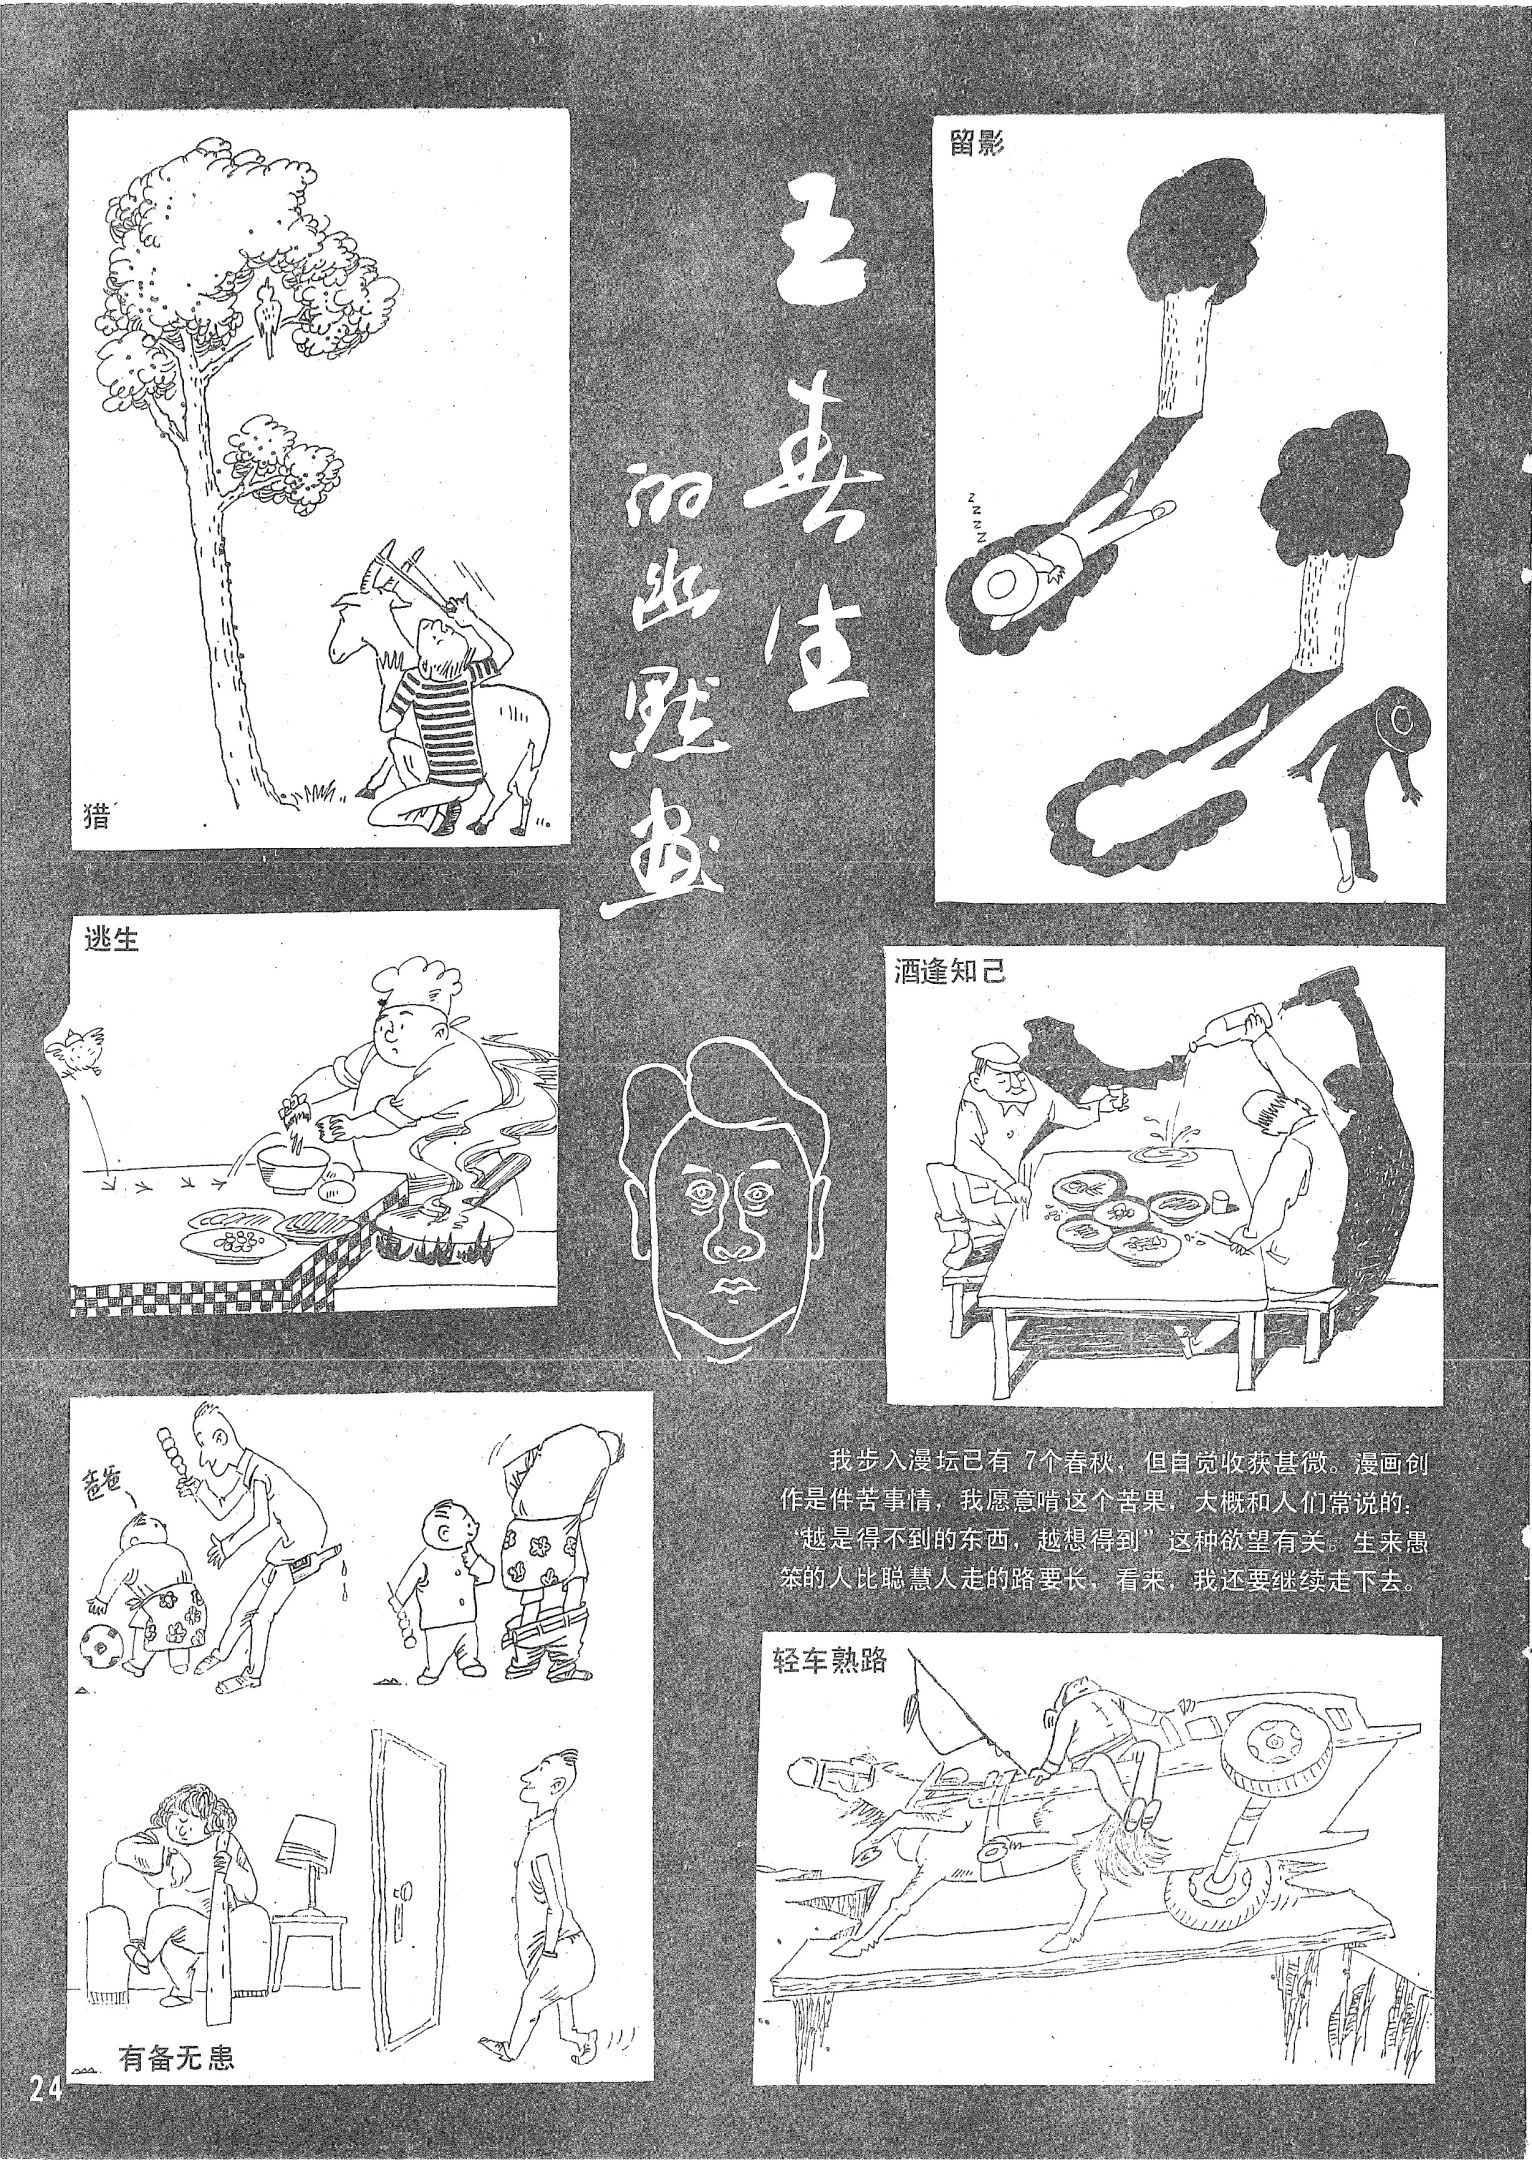 王春生
的幽默画
猎
留影
zzzz
逃生
酒逢知己
爸爸
有备无患
我步入漫坛已有7个春秋，但自觉收获甚微。漫画创
作是件苦事情，我愿意啃这个苦果，大概和人们常说的：
“越是得不到的东西，越想得到”这种欲望有关。生来愚
笨的人比聪慧人走的路要长，看来，我还要继续走下去。
轻车熟路
24